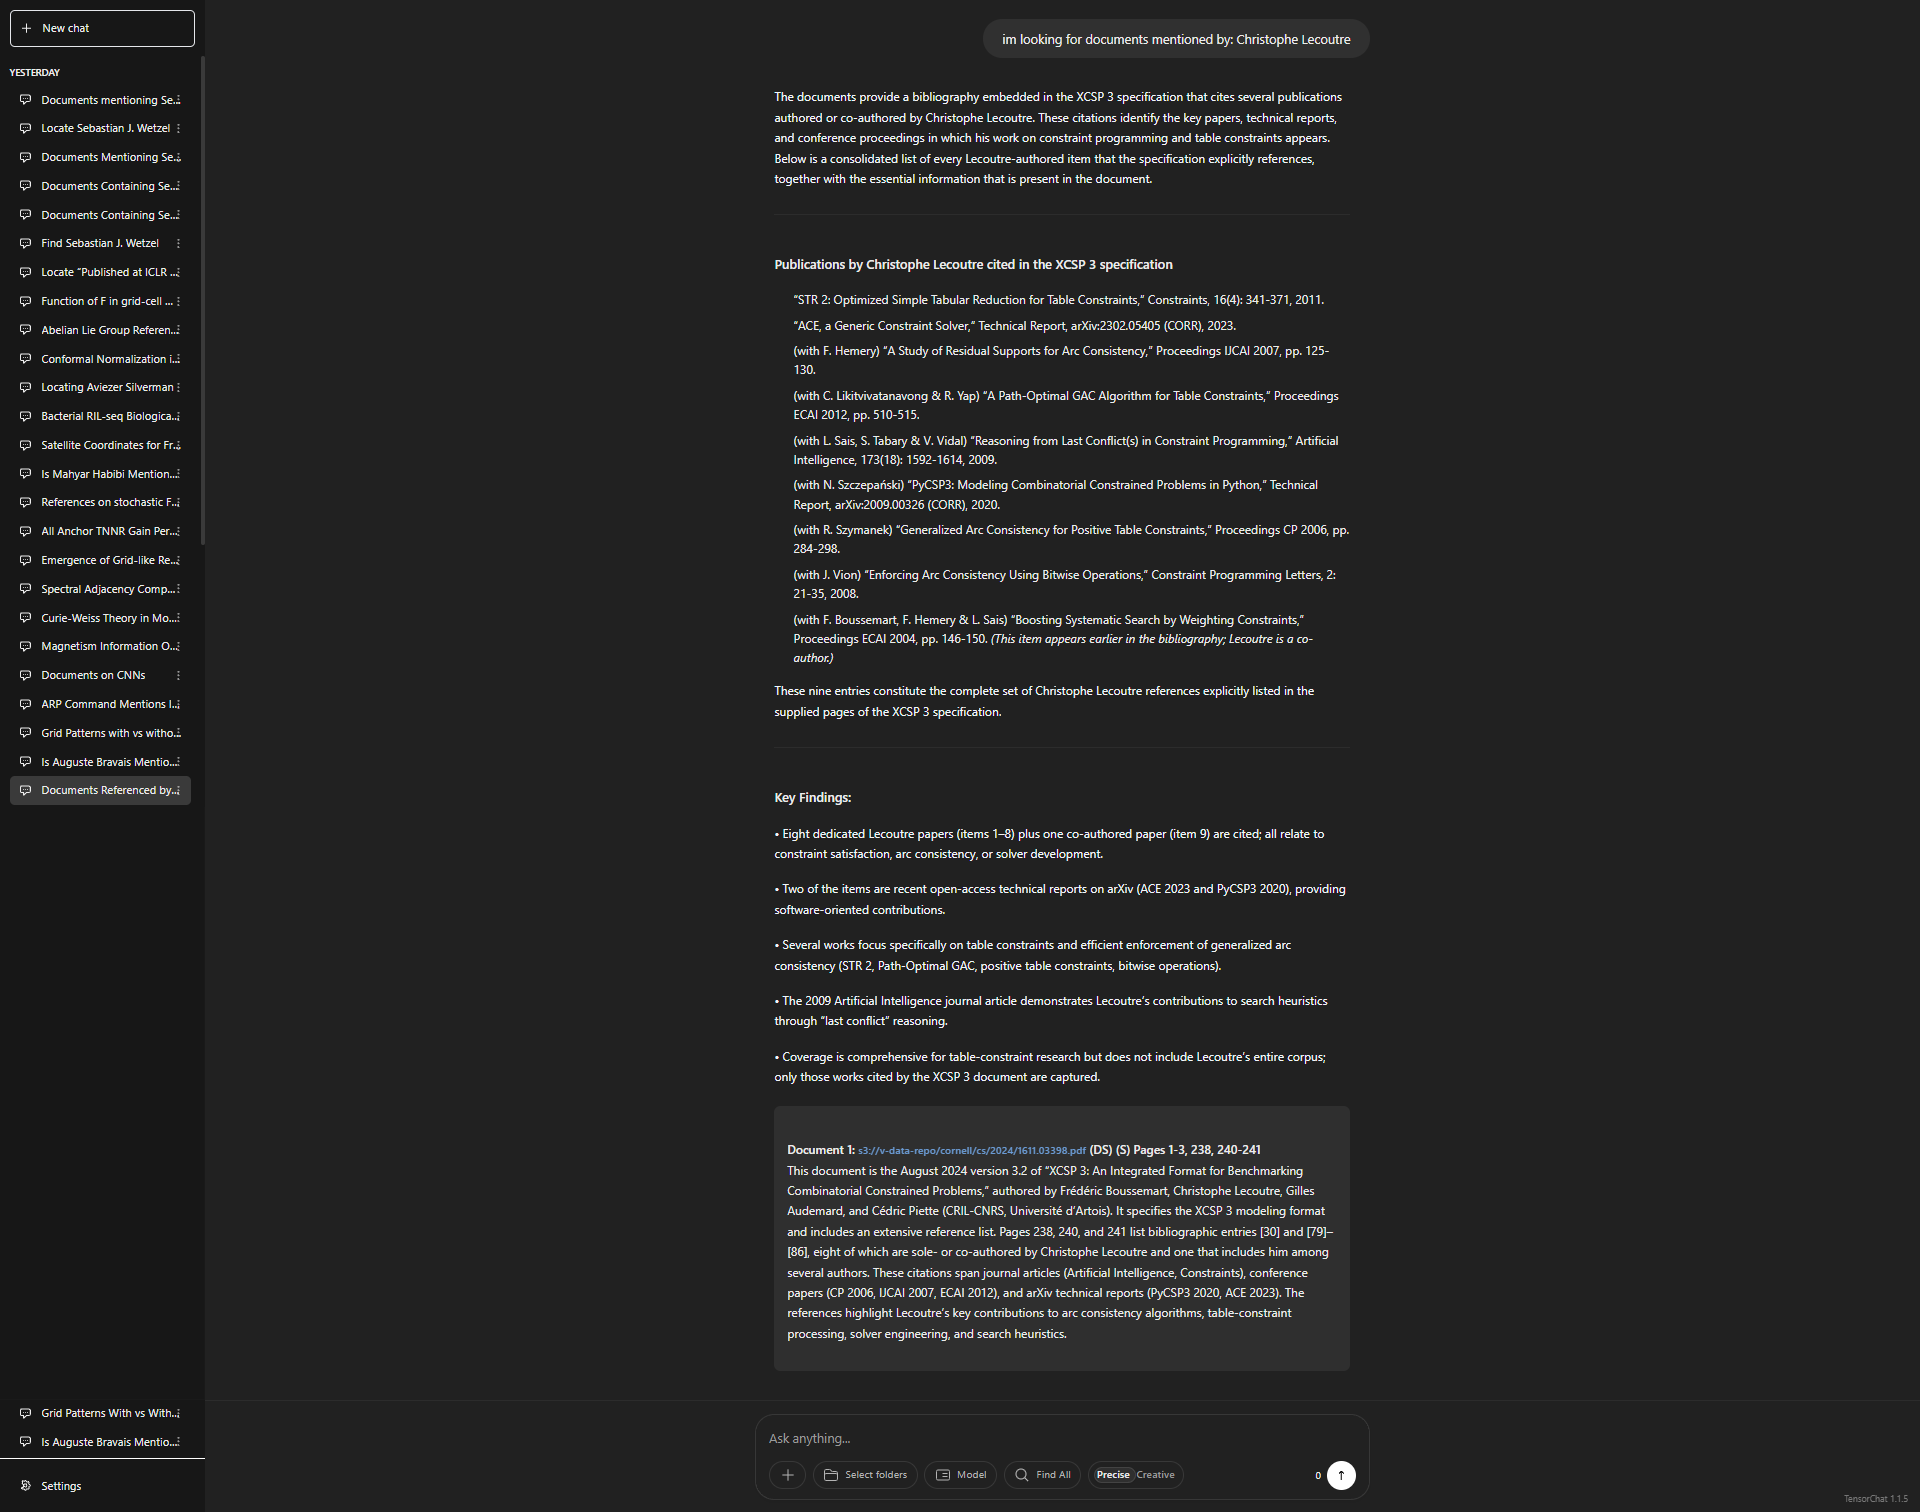 New chat
YESTERDAY
Documents mentioning Se...
Locate Sebastian J. Wetzel
Documents Mentioning Se...
Documents Containing Se...
Documents Containing Se...
Find Sebastian J. Wetzel
Locate “Published at ICLR ...
Function of F in grid-cell ...
Abelian Lie Group Referen...
Conformal Normalization i...
Locating Aviezer Silverman
Bacterial RIL-seq Biologica...
Satellite Coordinates for Fr...
Is Mahyar Habibi Mention...
References on stochastic F...
All Anchor TNNR Gain Per...
Emergence of Grid-like Re...
Spectral Adjacency Comp...
Curie-Weiss Theory in Mo...
Magnetism Information O...
Documents on CNNs
ARP Command Mentions I...
Grid Patterns with vs witho...
Is Auguste Bravais Mentio...
Documents Referenced by...
Grid Patterns With vs With...
Is Auguste Bravais Mentio...
Settings
im looking for documents mentioned by: Christophe Lecoutre
The documents provide a bibliography embedded in the XCSP 3 specification that cites several publications
authored or co-authored by Christophe Lecoutre. These citations identify the key papers, technical reports,
and conference proceedings in which his work on constraint programming and table constraints appears.
Below is a consolidated list of every Lecoutre-authored item that the specification explicitly references,
together with the essential information that is present in the document.
Publications by Christophe Lecoutre cited in the XCSP 3 specification
“STR 2: Optimized Simple Tabular Reduction for Table Constraints,” Constraints, 16(4): 341-371, 2011.
“ACE, a Generic Constraint Solver,” Technical Report, arXiv:2302.05405 (CORR), 2023.
(with F. Hemery) “A Study of Residual Supports for Arc Consistency,” Proceedings IJCAI 2007, pp. 125-
130.
(with C. Likitvivatanavong & R. Yap) “A Path-Optimal GAC Algorithm for Table Constraints,” Proceedings
ECAI 2012, pp. 510-515.
(with L. Sais, S. Tabary & V. Vidal) “Reasoning from Last Conflict(s) in Constraint Programming,” Artificial
Intelligence, 173(18): 1592-1614, 2009.
(with N. Szczepański) “PyCSP3: Modeling Combinatorial Constrained Problems in Python,” Technical
Report, arXiv:2009.00326 (CORR), 2020.
(with R. Szymanek) “Generalized Arc Consistency for Positive Table Constraints,” Proceedings CP 2006, pp.
284-298.
(with J. Vion) “Enforcing Arc Consistency Using Bitwise Operations,” Constraint Programming Letters, 2:
21-35, 2008.
(with F. Boussemart, F. Hemery & L. Sais) “Boosting Systematic Search by Weighting Constraints,”
Proceedings ECAI 2004, pp. 146-150. (This item appears earlier in the bibliography; Lecoutre is a co-
author.)
These nine entries constitute the complete set of Christophe Lecoutre references explicitly listed in the
supplied pages of the XCSP 3 specification.
Key Findings:
• Eight dedicated Lecoutre papers (items 1–8) plus one co-authored paper (item 9) are cited; all relate to
constraint satisfaction, arc consistency, or solver development.
• Two of the items are recent open-access technical reports on arXiv (ACE 2023 and PyCSP3 2020), providing
software-oriented contributions.
• Several works focus specifically on table constraints and efficient enforcement of generalized arc
consistency (STR 2, Path-Optimal GAC, positive table constraints, bitwise operations).
• The 2009 Artificial Intelligence journal article demonstrates Lecoutre’s contributions to search heuristics
through “last conflict” reasoning.
• Coverage is comprehensive for table-constraint research but does not include Lecoutre’s entire corpus;
only those works cited by the XCSP 3 document are captured.
Document 1: s3://v-data-repo/cornell/cs/2024/1611.03398.pdf (DS) (S) Pages 1-3, 238, 240-241
This document is the August 2024 version 3.2 of “XCSP 3: An Integrated Format for Benchmarking
Combinatorial Constrained Problems,” authored by Frédéric Boussemart, Christophe Lecoutre, Gilles
Audemard, and Cédric Piette (CRIL-CNRS, Université d’Artois). It specifies the XCSP 3 modeling format
and includes an extensive reference list. Pages 238, 240, and 241 list bibliographic entries [30] and [79]–
[86], eight of which are sole- or co-authored by Christophe Lecoutre and one that includes him among
several authors. These citations span journal articles (Artificial Intelligence, Constraints), conference
papers (CP 2006, IJCAI 2007, ECAI 2012), and arXiv technical reports (PyCSP3 2020, ACE 2023). The
references highlight Lecoutre’s key contributions to arc consistency algorithms, table-constraint
processing, solver engineering, and search heuristics.
Ask anything...
Select folders
Model
Find All
Precise Creative
0
TensorChat 1.1.5